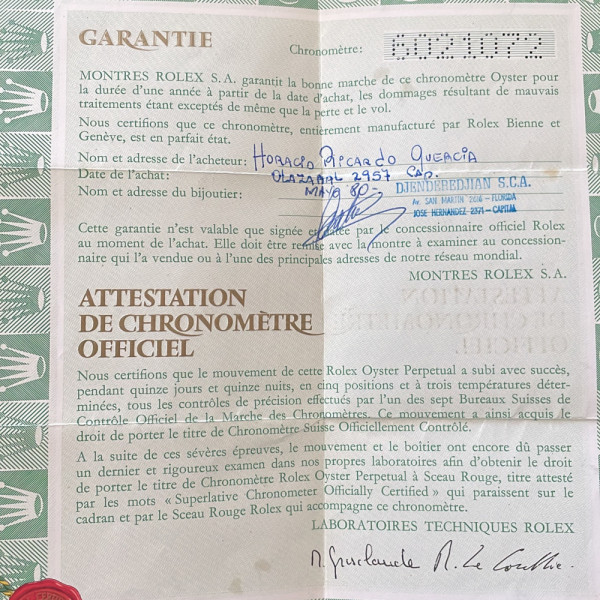 GARANTIE
Chronomètre: 6021072
MONTRES ROLEX S.A. garantit la bonne marche de ce chronomètre Oyster pour
la durée d'une année à partir de la date d'achat, les dommages résultant de mauvais
traitements étant exceptés de même que la perte et le vol.
Nous certifions que ce chronomètre, entièrement manufacturé par Rolex Bienne et
Genève, est en parfait état.
Nom et adresse de l'acheteur: HORACIO RICARDO QUERCIA
OLAZABAL 2957 CAP.
Date de l'achat: MAYO 80-
Nom et adresse du bijoutier: DJENDEREDJIAN S.C.A.
Av. SAN MARTIN 2616 - FLORIDA
JOSE HERNANDEZ 2071 - CAPITAL
Cette garantie n'est valable que signée et datée par le concessionnaire officiel Rolex
au moment de l'achat. Elle doit être remise avec la montre à examiner au concession-
naire qui l'a vendue ou à l'une des principales adresses de notre réseau mondial.
MONTRES ROLEX S.A.
ATTESTATION
DE CHRONOMÈTRE
OFFICIEL
Nous certifions que le mouvement de cette Rolex Oyster Perpetual a subi avec succès,
pendant quinze jours et quinze nuits, en cinq positions et à trois températures déter-
minées, tous les contrôles de précision effectués par l'un des sept Bureaux Suisses de
Contrôle Officiel de la Marche des Chronomètres. Ce mouvement a ainsi acquis le
droit de porter le titre de Chronomètre Suisse Officiellement Contrôlé.
A la suite de ces sévères épreuves, le mouvement et le boîtier ont encore dû passer
un dernier et rigoureux examen dans nos propres laboratoires afin d'obtenir le droit
de porter le titre de Chronomètre Rolex Oyster Perpetual à Sceau Rouge, titre attesté
par les mots « Superlative Chronometer Officially Certified » qui paraissent sur le
cadran et par le Sceau Rouge Rolex qui accompagne ce chronomètre.
LABORATOIRES TECHNIQUES ROLEX